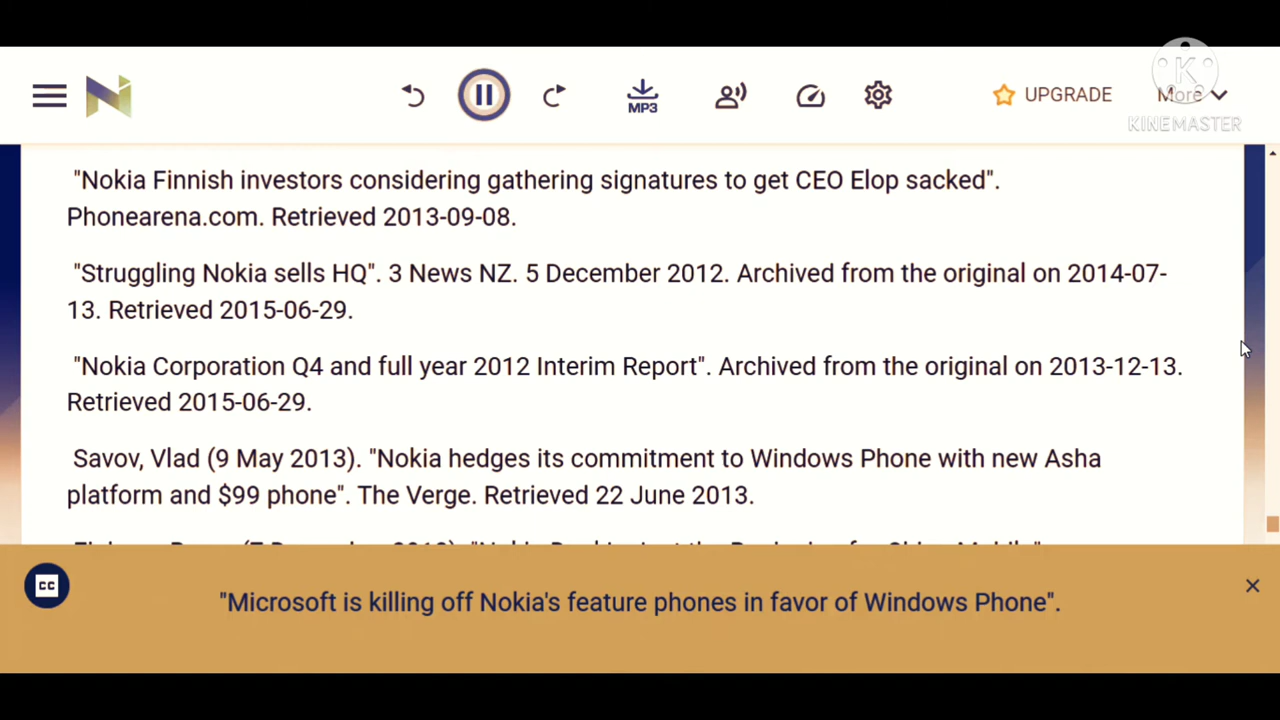 MP3
UPGRADE
More
KINEMASTER
"Nokia Finnish investors considering gathering signatures to get CEO Elop sacked".
Phonearena.com. Retrieved 2013-09-08.
"Struggling Nokia sells HQ". 3 News NZ. 5 December 2012. Archived from the original on 2014-07-
13. Retrieved 2015-06-29.
"Nokia Corporation Q4 and full year 2012 Interim Report". Archived from the original on 2013-12-13.
Retrieved 2015-06-29.
Savov, Vlad (9 May 2013). "Nokia hedges its commitment to Windows Phone with new Asha
platform and $99 phone". The Verge. Retrieved 22 June 2013.
CC
"Microsoft is killing off Nokia's feature phones in favor of Windows Phone".